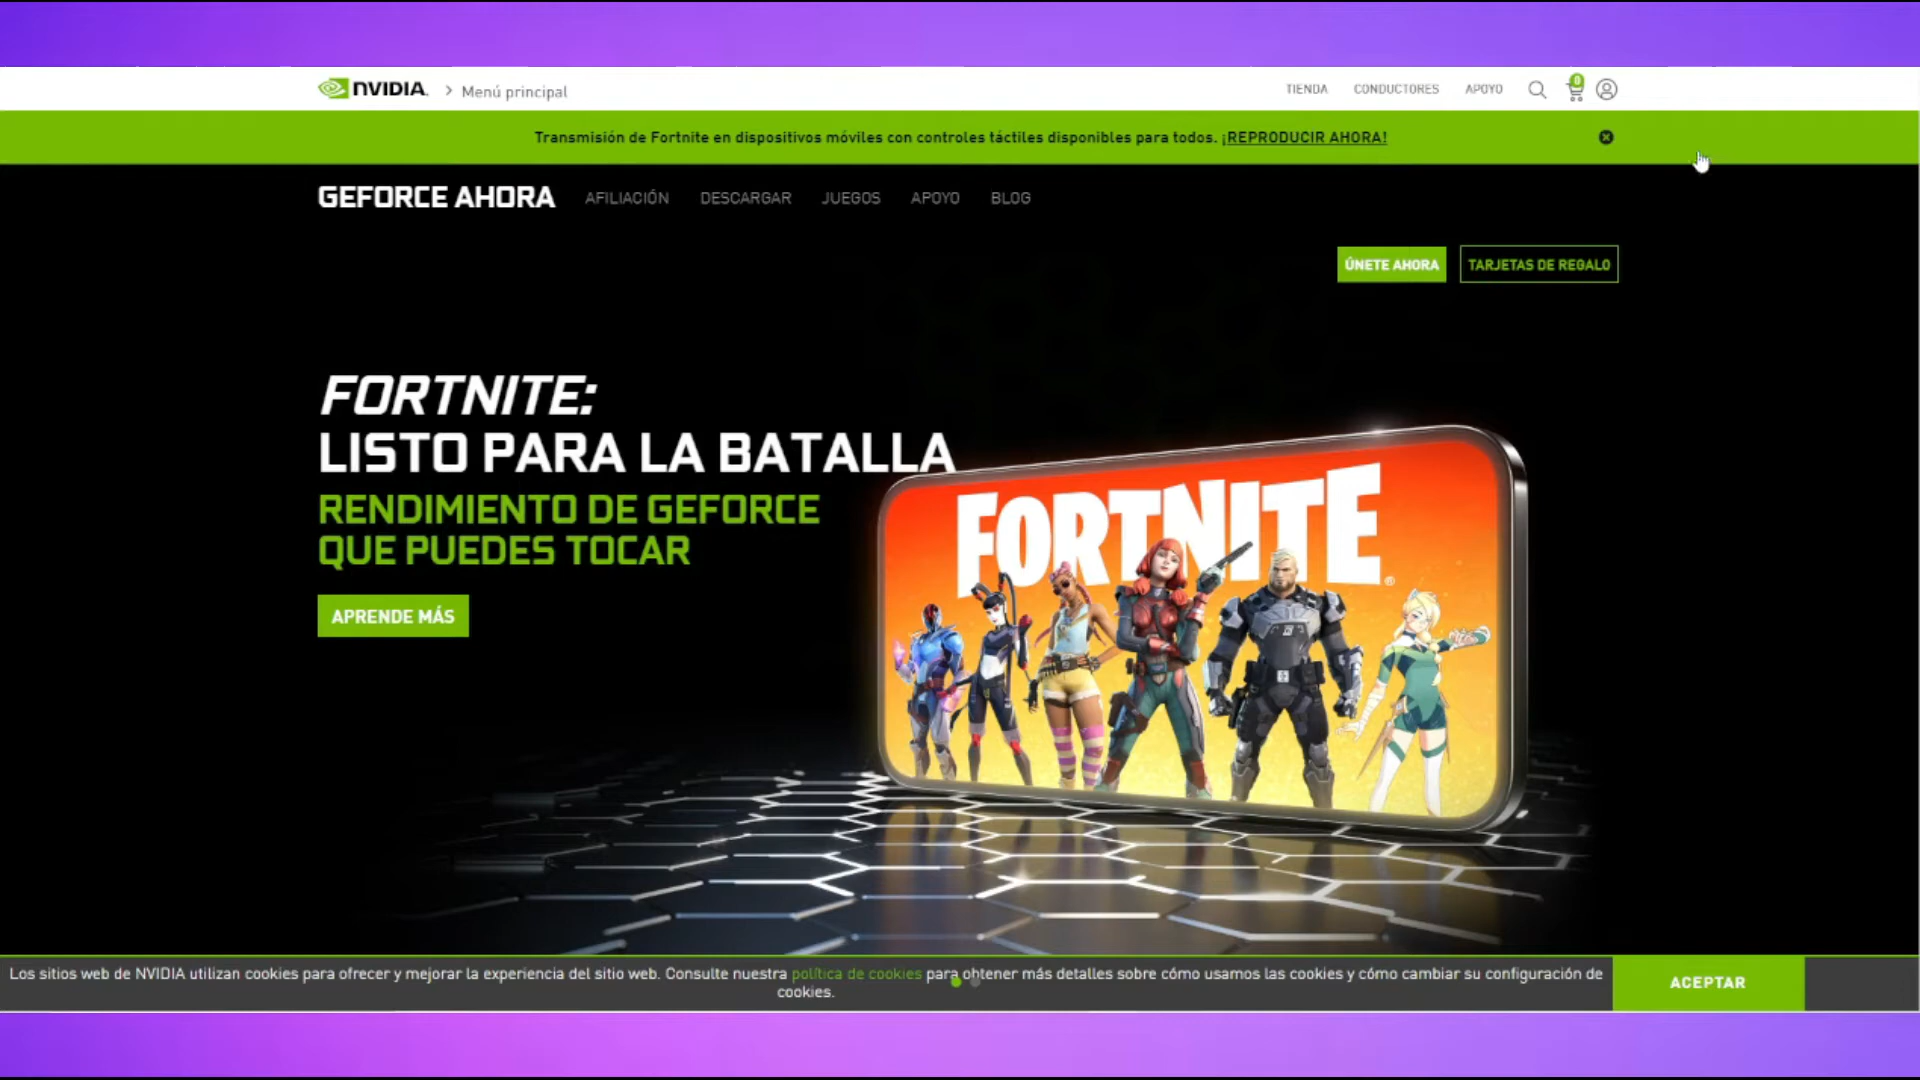 NVIDIA. > Menú principal
TIENDA CONDUCTORES APOYO 0
Transmisión de Fortnite en dispositivos móviles con controles táctiles disponibles para todos. ¡REPRODUCIR AHORA!
GEFORCE AHORA AFILIACIÓN DESCARGAR JUEGOS APOYO BLOG
ÚNETE AHORA TARJETAS DE REGALO
FORTNITE:
LISTO PARA LA BATALLA
RENDIMIENTO DE GEFORCE
QUE PUEDES TOCAR
APRENDE MÁS
FORTNITE®
Los sitios web de NVIDIA utilizan cookies para ofrecer y mejorar la experiencia del sitio web. Consulte nuestra política de cookies para obtener más detalles sobre cómo usamos las cookies y cómo cambiar su configuración de
cookies.
ACEPTAR